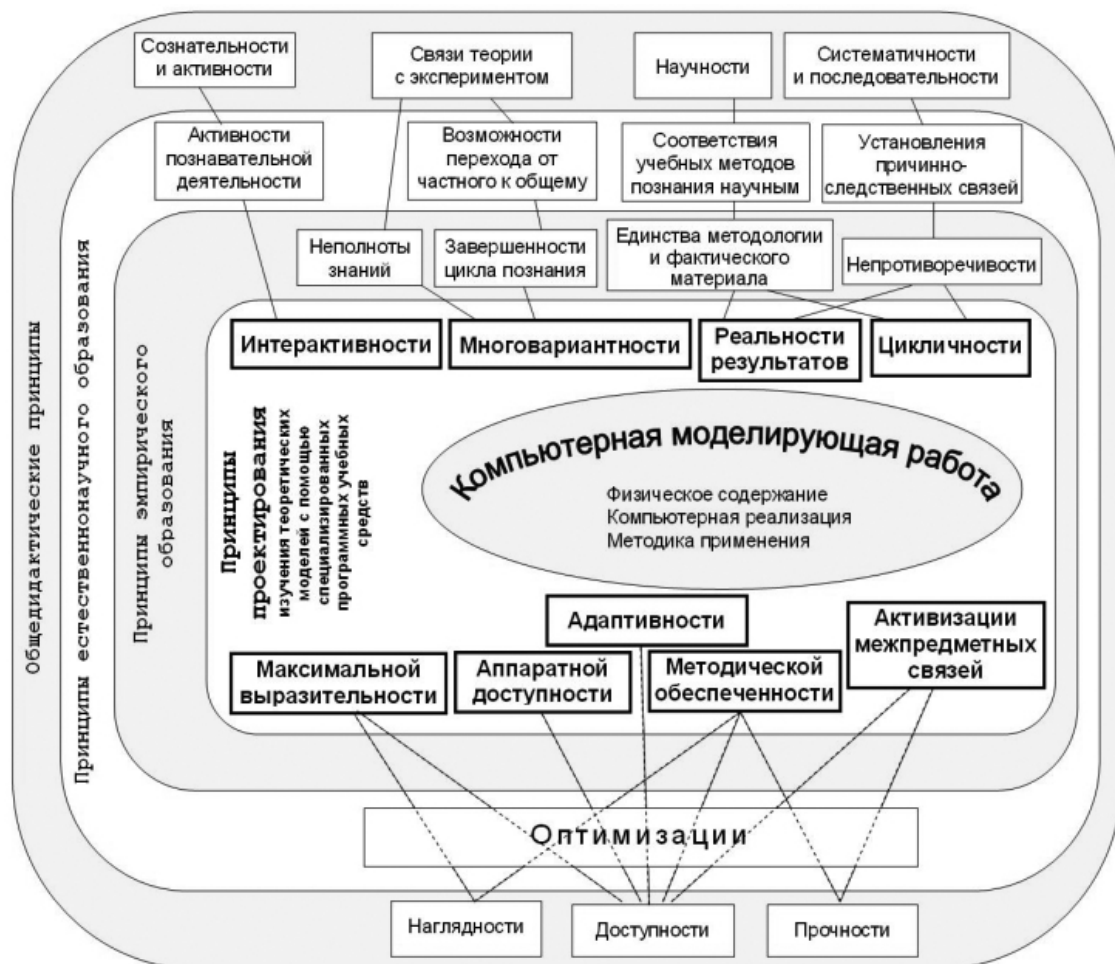 Сознательности
и активности
Связи теории
с экспериментом
Научности
Систематичности
и последовательности
Активности
познавательной
деятельности
Возможности
перехода от
частного к общему
Соответствия
учебных методов
познания научным
Установления
причинно-
следственных связей
Неполноты
знаний
Завершенности
цикла познания
Единства методологии
и фактического
материала
Непротиворечивости
Интерактивности
Многовариантности
Реальности
результатов
Цикличности
Общедидактические принципы
Принципы естественнонаучного образования
Принципы эмпирического
образования
Принципы
проектирования
изучения теоретических
моделей с помощью
специализированных
программных учебных
средств
Компьютерная моделирующая работа
Физическое содержание
Компьютерная реализация
Методика применения
Адаптивности
Активизации
межпредметных
связей
Максимальной
выразительности
Аппаратной
доступности
Методической
обеспеченности
Оптимизации
Наглядности
Доступности
Прочности